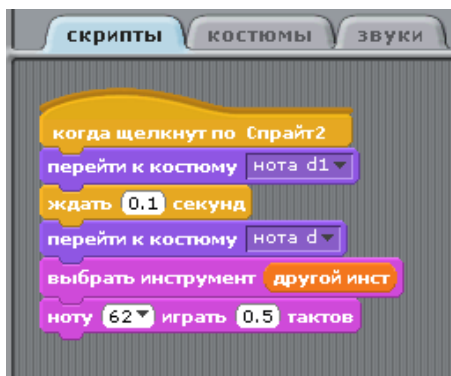 скрипты костюмы звуки
когда щелкнут по Спрайт2
перейти к костюму нота d1
ждать 0.1 секунд
перейти к костюму нота d
выбрать инструмент другой инст
ноту 62 играть 0.5 тактов